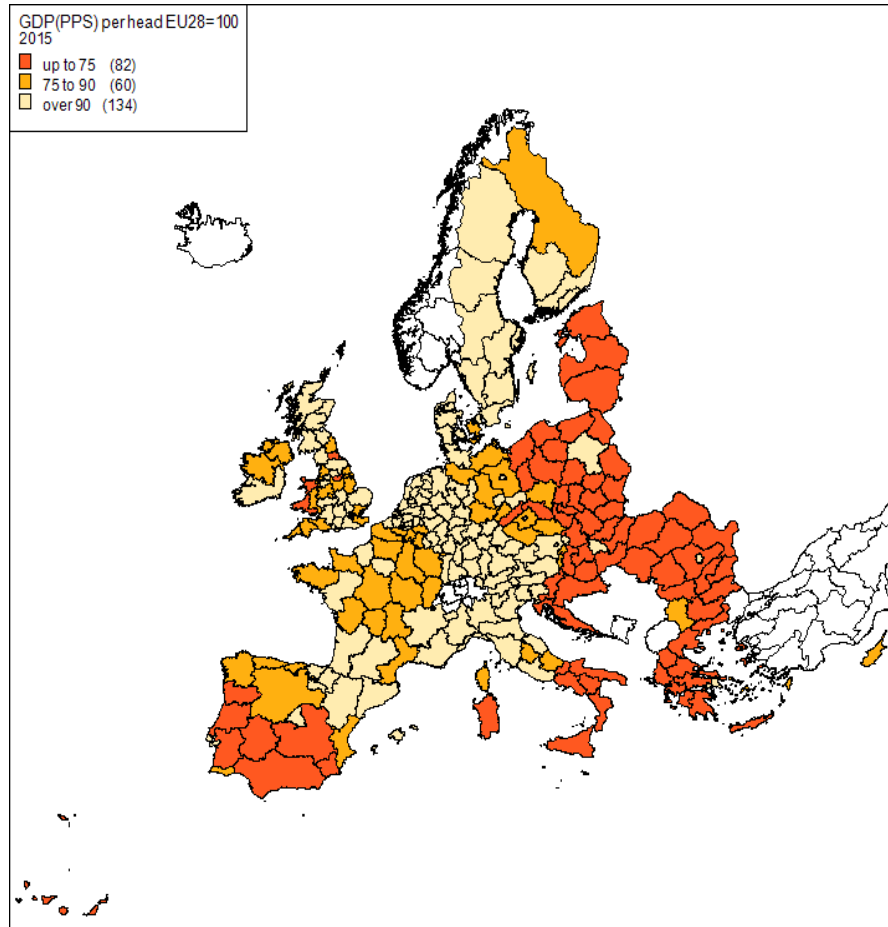 GDP(PPS) per head EU28=100
2015
up to 75 (82)
75 to 90 (60)
over 90 (134)